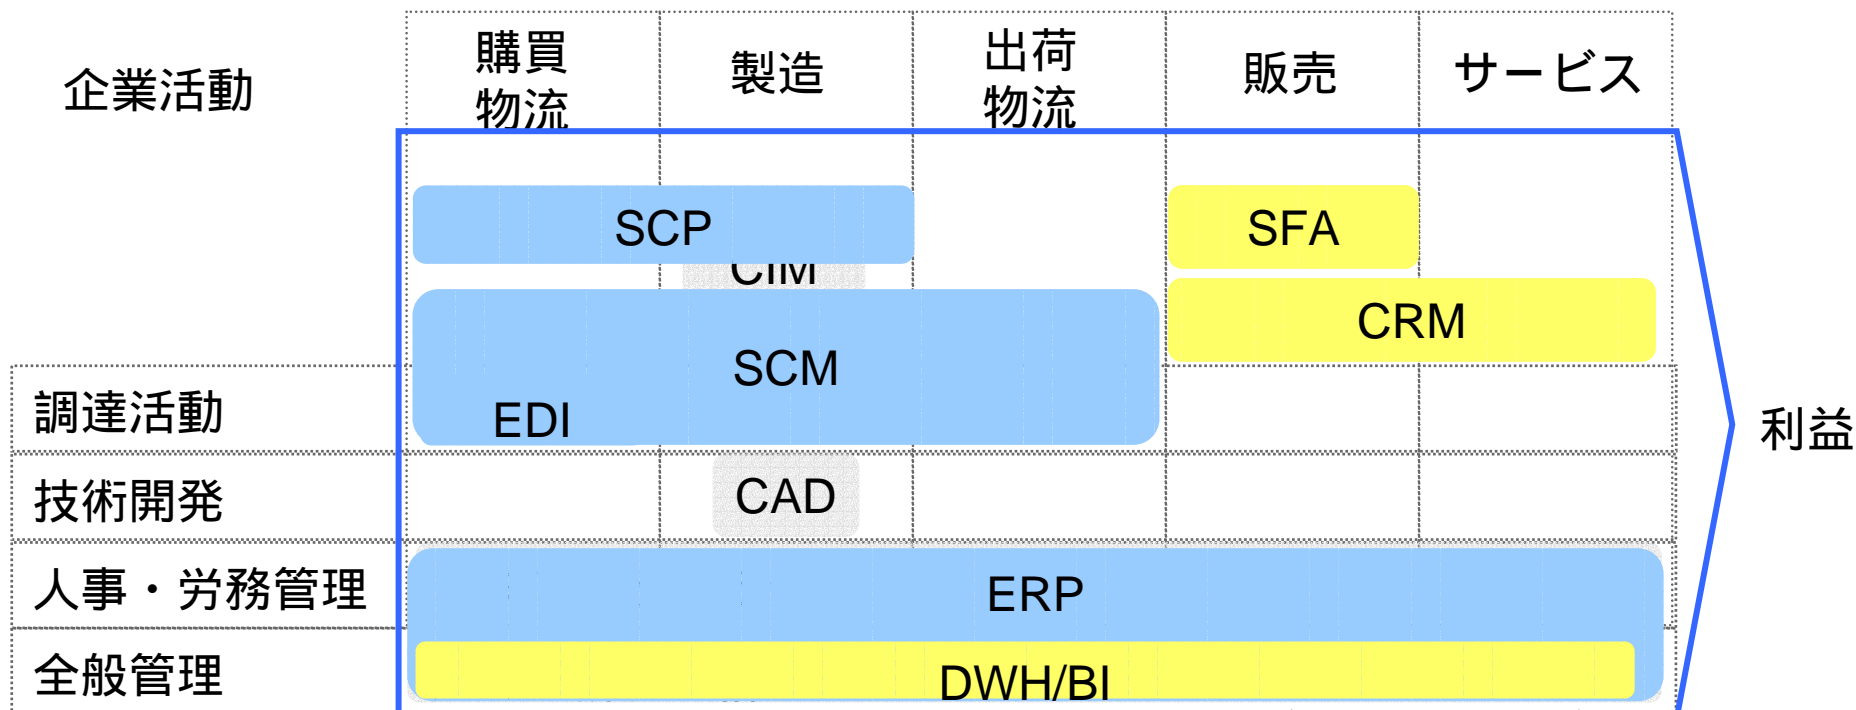 企業活動
購買
物流
製造
出荷
物流
販売
サービス
SCP
SFA
CIM
CRM
SCM
調達活動
EDI
利益
技術開発
CAD
人事・労務管理
ERP
全般管理
DWH/BI